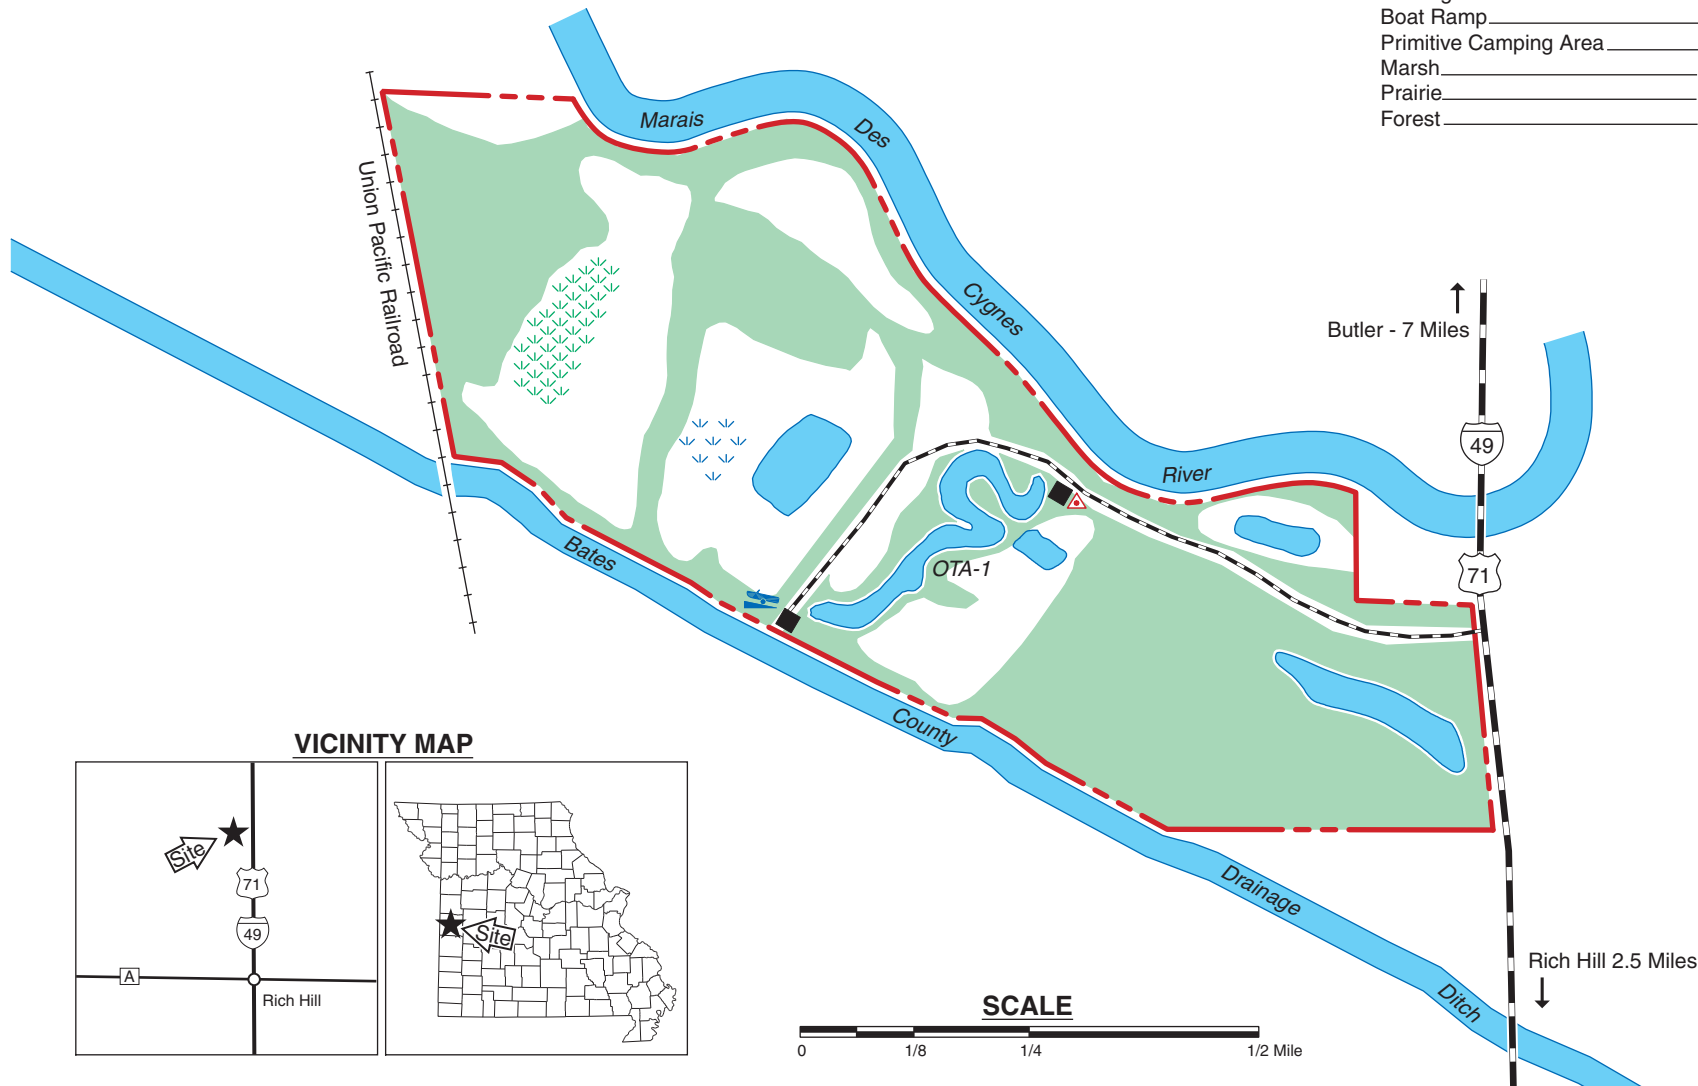 Boat Ramp
Primitive Camping Area
Marsh
Prairie
Forest
Marais
Des
Cygnes
River
Union Pacific Railroad
Butler - 7 Miles
49
71
OTA-1
Bates
County
Drainage
Ditch
Rich Hill 2.5 Miles
VICINITY MAP
Site
71
49
A
Rich Hill
Site
SCALE
0 1/8 1/4 1/2 Mile